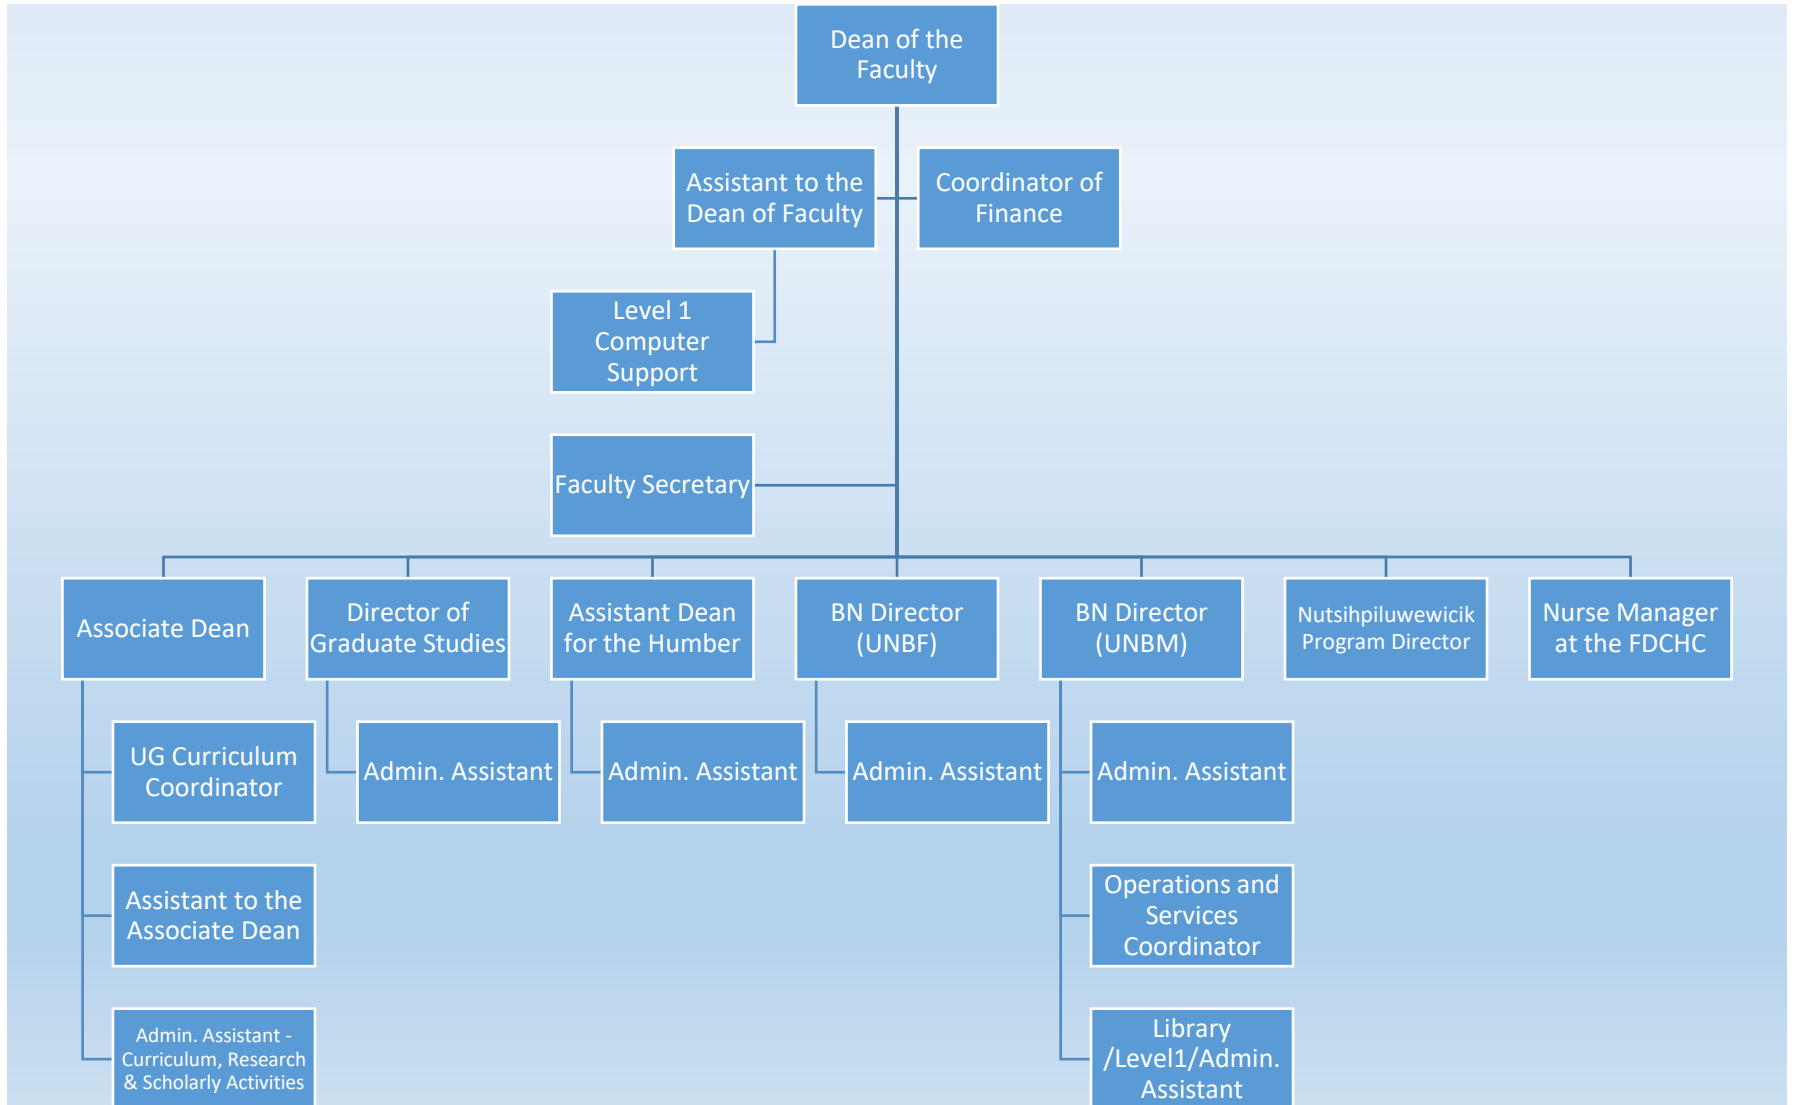 Dean of the
Faculty
Assistant to the
Dean of Faculty
Coordinator of
Finance
Level 1
Computer
Support
Faculty Secretary
Associate Dean
Director of
Graduate Studies
Assistant Dean
for the Humber
BN Director
(UNBF)
BN Director
(UNBM)
Nutsihpiluwewicik
Program Director
Nurse Manager
at the FDCHC
UG Curriculum
Coordinator
Admin. Assistant
Admin. Assistant
Admin. Assistant
Admin. Assistant
Assistant to the
Associate Dean
Operations and
Services
Coordinator
Admin. Assistant -
Curriculum, Research
& Scholarly Activities
Library
/Level1/Admin.
Assistant